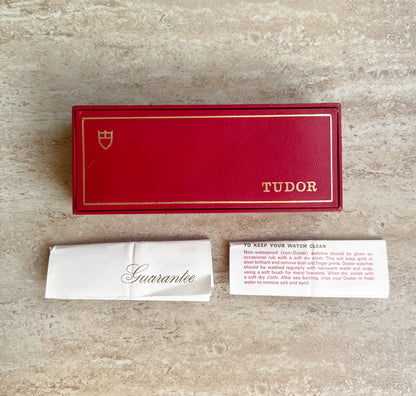 TUDOR
Guarantee
TO KEEP YOUR WATCH CLEAN
Non-waterproof (non-Oyster) watches should be given an
occasional rub with a soft dry cloth. This will keep gold or
steel brilliant and remove dust and finger prints. Oyster watches
should be washed regularly with lukewarm water and soap,
using a soft brush for metal bracelets. When dry, polish with
a soft dry cloth. After sea-bathing, rinse your Oyster in fresh
water to remove salt and sand.